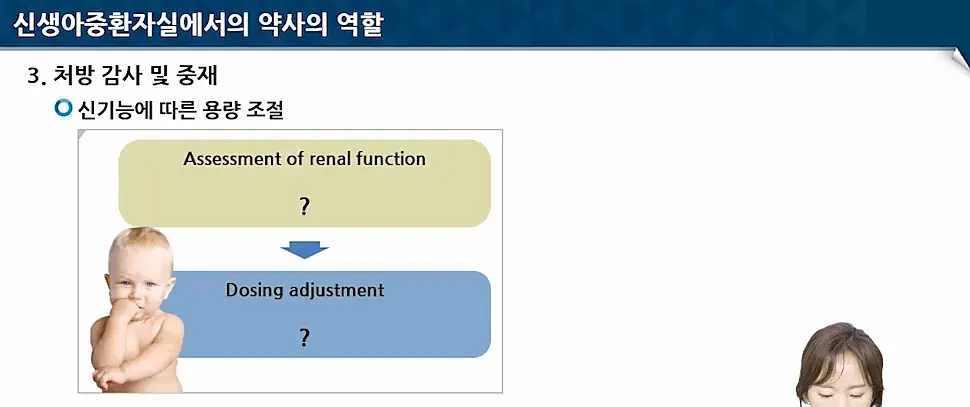 신생아중환자실에서의 약사의 역할
3. 처방 감사 및 중재
신기능에 따른 용량 조절
Assessment of renal function
?
Dosing adjustment
?